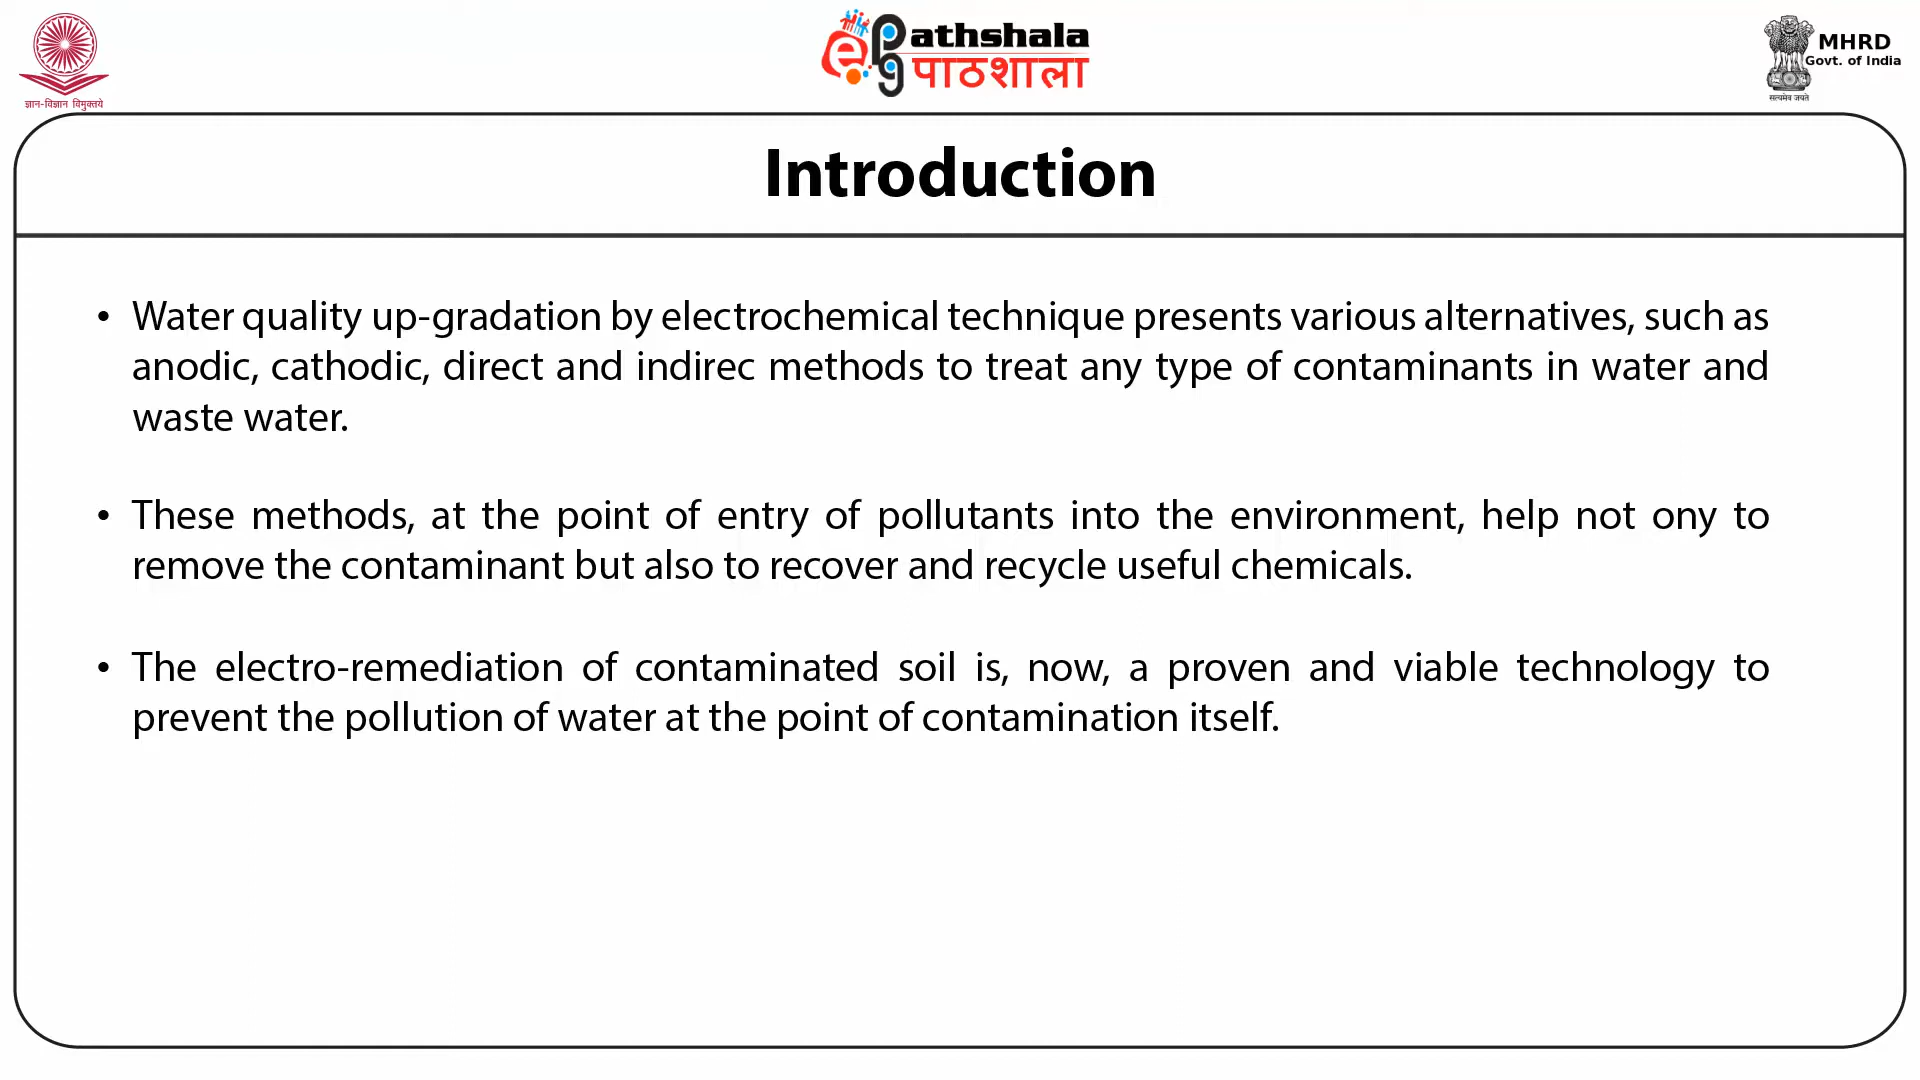 ज्ञान-विज्ञान विमुक्तये
ePgathshala
पाठशाला
MHRD
Govt. of India
सत्यमेव जयते
Introduction
• Water quality up-gradation by electrochemical technique presents various alternatives, such as
anodic, cathodic, direct and indirec methods to treat any type of contaminants in water and
waste water.
• These methods, at the point of entry of pollutants into the environment, help not ony to
remove the contaminant but also to recover and recycle useful chemicals.
• The electro-remediation of contaminated soil is, now, a proven and viable technology to
prevent the pollution of water at the point of contamination itself.